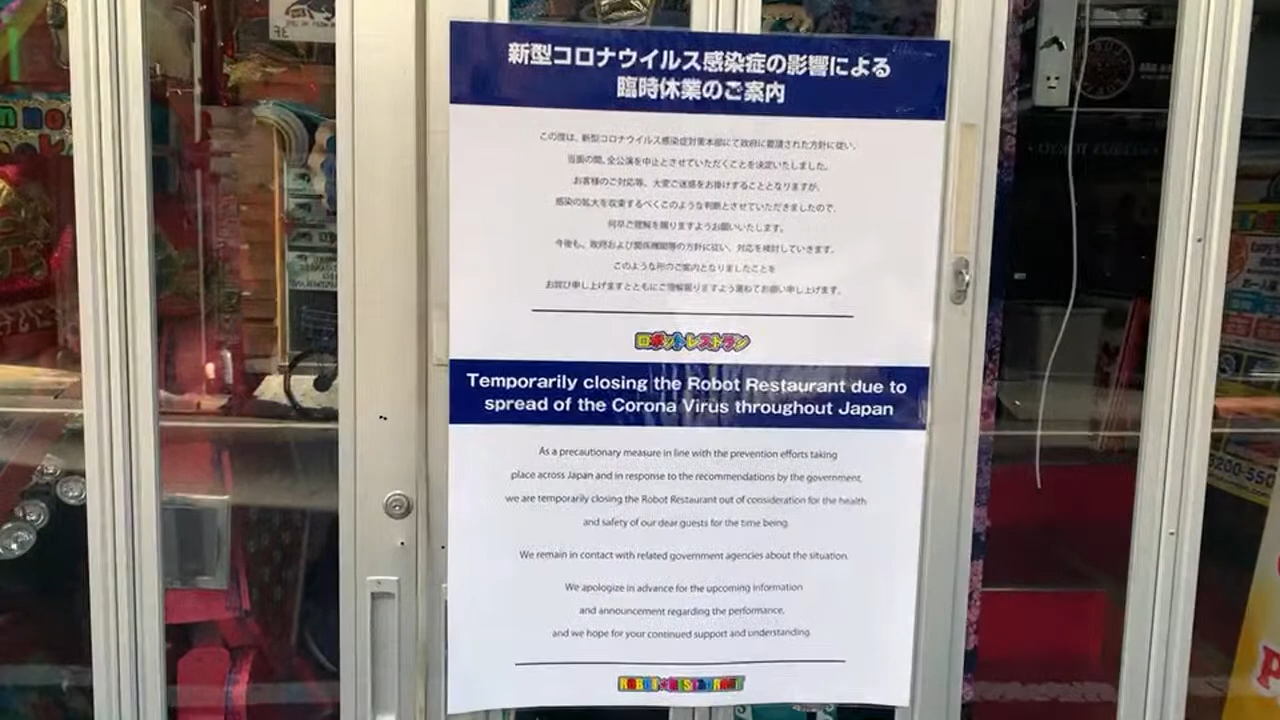 新型コロナウイルス感染症の影響による
臨時休業のご案内
この度は、新型コロナウイルス感染症対策本部にて政府に要請された方針に従い、
当面の間、全公演を中止とさせていただくことを決定いたしました。
お客様のご対応等、大変ご迷惑をお掛けすることとなりますが、
感染の拡大を収束するべくこのような判断とさせていただきましたので、
何卒ご理解を賜りますようお願いいたします。
今後も、政府および関係機関等の方針に従い、対応を検討していきます。
このような形のご案内となりましたことを
お詫び申し上げますとともにご理解賜りますよう重ねてお願い申し上げます。
ロボットレストラン
Temporarily closing the Robot Restaurant due to
spread of the Corona Virus throughout Japan
As a precautionary measure in line with the prevention efforts taking
place across Japan and in response to the recommendations by the government,
we are temporarily closing the Robot Restaurant out of consideration for the health
and safety of our dear guests for the time being.
We remain in contact with related government agencies about the situation.
We apologize in advance for the upcoming information
and announcement regarding the performance,
and we hope for your continued support and understanding.
ROBOT RESTAURANT